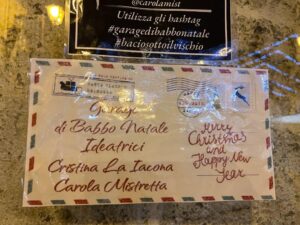 @carolamist
Utilizza gli hashtag
#garagedibabbonatale
#baciosottoilvischio
Garage
di Babbo Natale
Ideatrici
Cristina La Iacona
Carola Mistretta
Merry
Christmas
and
Happy New
Year